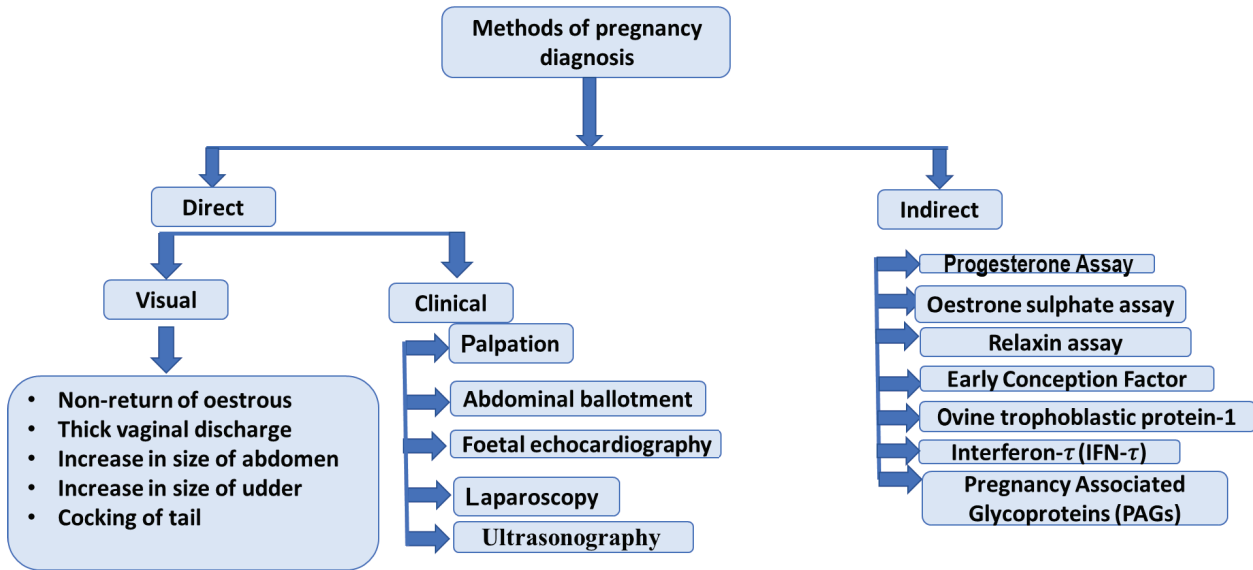 Methods of pregnancy
diagnosis
Direct
Indirect
Visual
Clinical
• Non-return of oestrous
• Thick vaginal discharge
• Increase in size of abdomen
• Increase in size of udder
• Cocking of tail
Palpation
Abdominal ballotment
Foetal echocardiography
Laparoscopy
Ultrasonography
Progesterone Assay
Oestrone sulphate assay
Relaxin assay
Early Conception Factor
Ovine trophoblastic protein-1
Interferon-τ (IFN-τ)
Pregnancy Associated
Glycoproteins (PAGs)